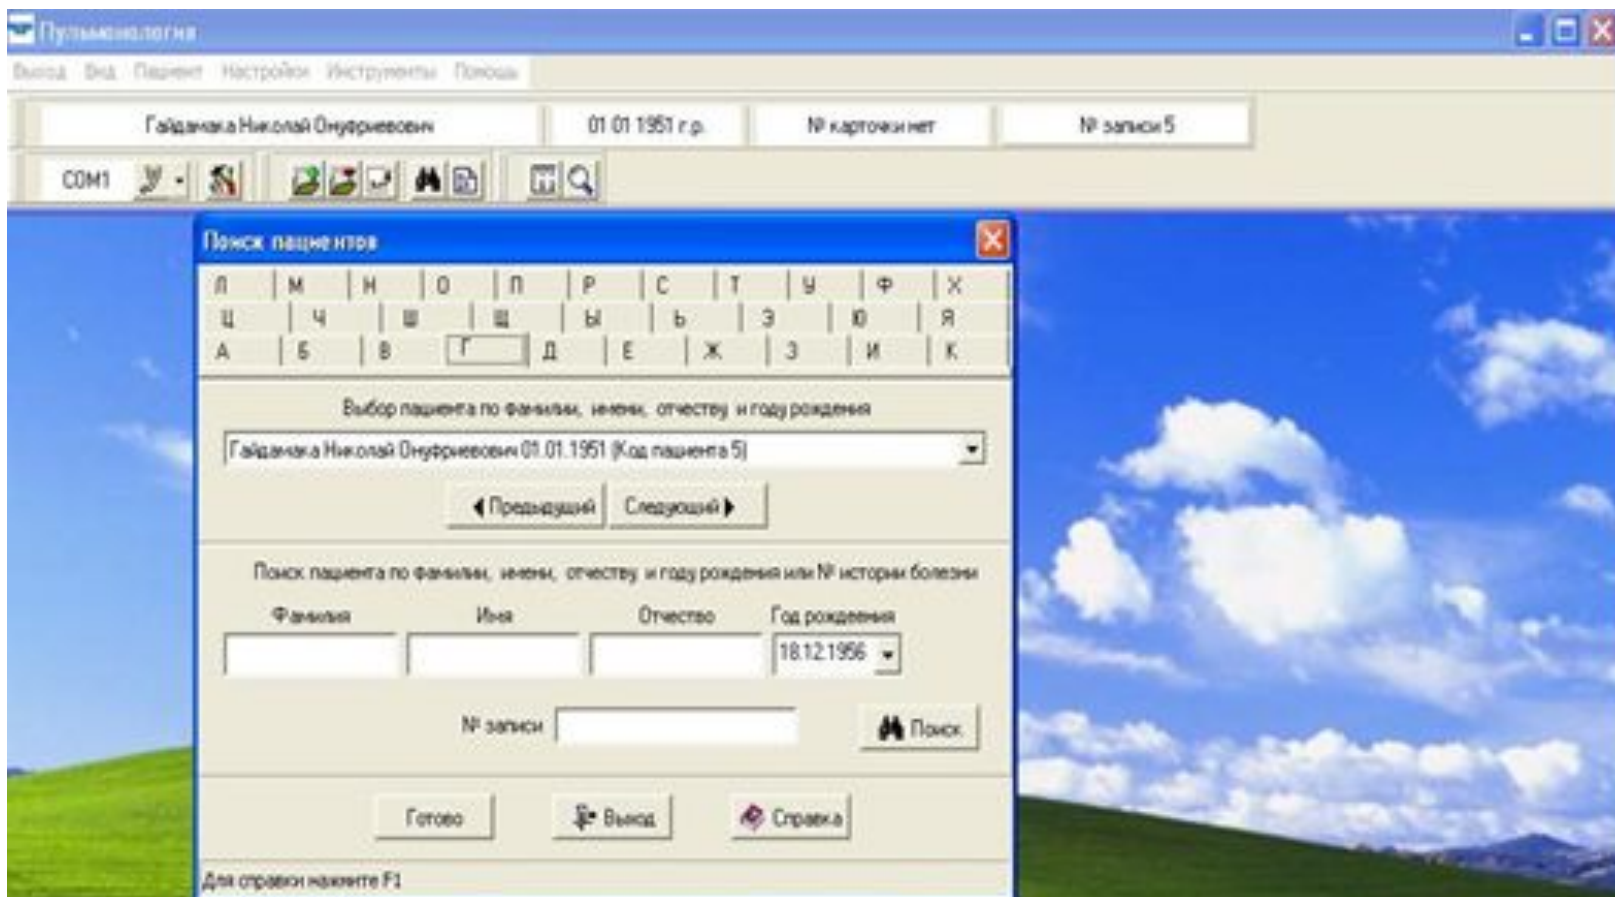 Пульмонология
Выход Вид Пациент Настройки Инструменты Помощь
Гайдамака Николай Онуфриевович 01 01 1951 г.р. № карточки нет № записи 5
COM1
Поиск пациентов
Л М Н О П Р С Т У Ф Х
Ц Ч Ш Щ Ы Ь Э Ю Я
А Б В Г Д Е Ж З И К
Выбор пациента по фамилии, имени, отчеству и году рождения
Гайдамака Николай Онуфриевович 01.01.1951 (Код пациента 5)
Предыдущий Следующий
Поиск пациента по фамилии, имени, отчеству и году рождения или № истории болезни
Фамилия Имя Отчество Год рождеения
18.12.1956
№ записи Поиск
Готово Выход Справка
Для справки нажмите F1